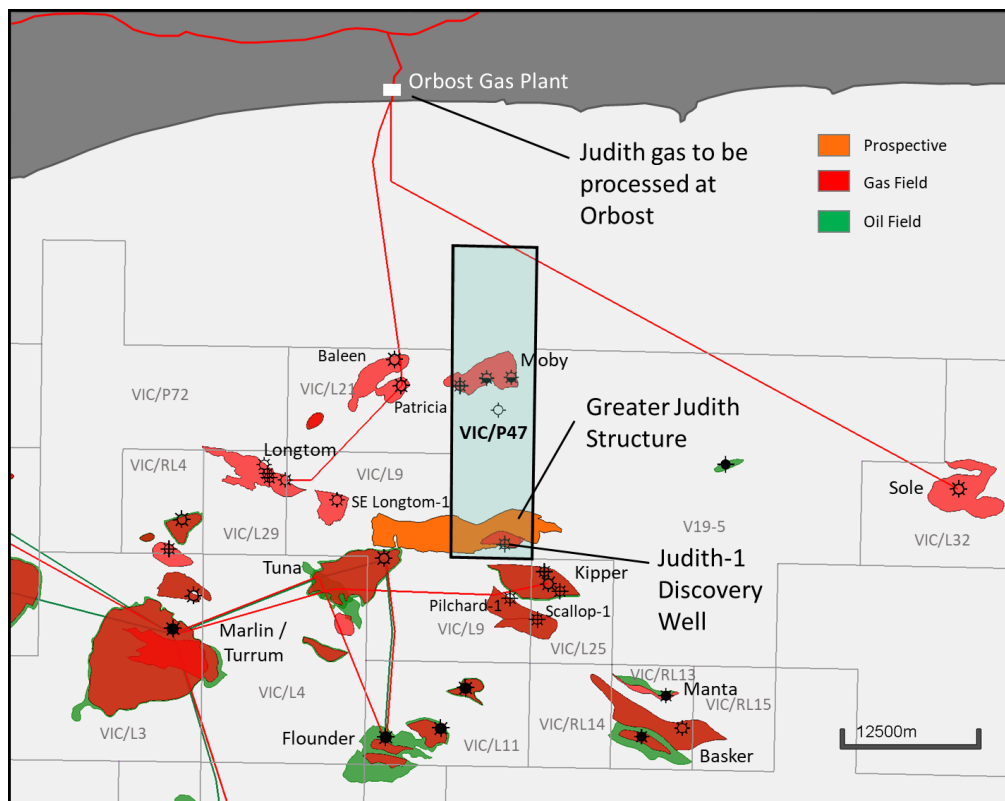 Orbost Gas Plant
Judith gas to be
processed at
Orbost
Prospective
Gas Field
Oil Field
Baleen
Moby
VIC/P72
VIC/L21
Patricia
VIC/P47
Greater Judith
Structure
Longtom
VIC/RL4
VIC/L9
SE Longtom-1
Sole
VIC/L29
V19-5
VIC/L32
Tuna
Kipper
Judith-1
Discovery
Well
Pilchard-1
Scallop-1
VIC/L9
VIC/L25
Marlin /
Turrum
VIC/L4
VIC/RL13
Manta
VIC/RL15
VIC/L3
Flounder
VIC/L11
VIC/RL14
Basker
12500m